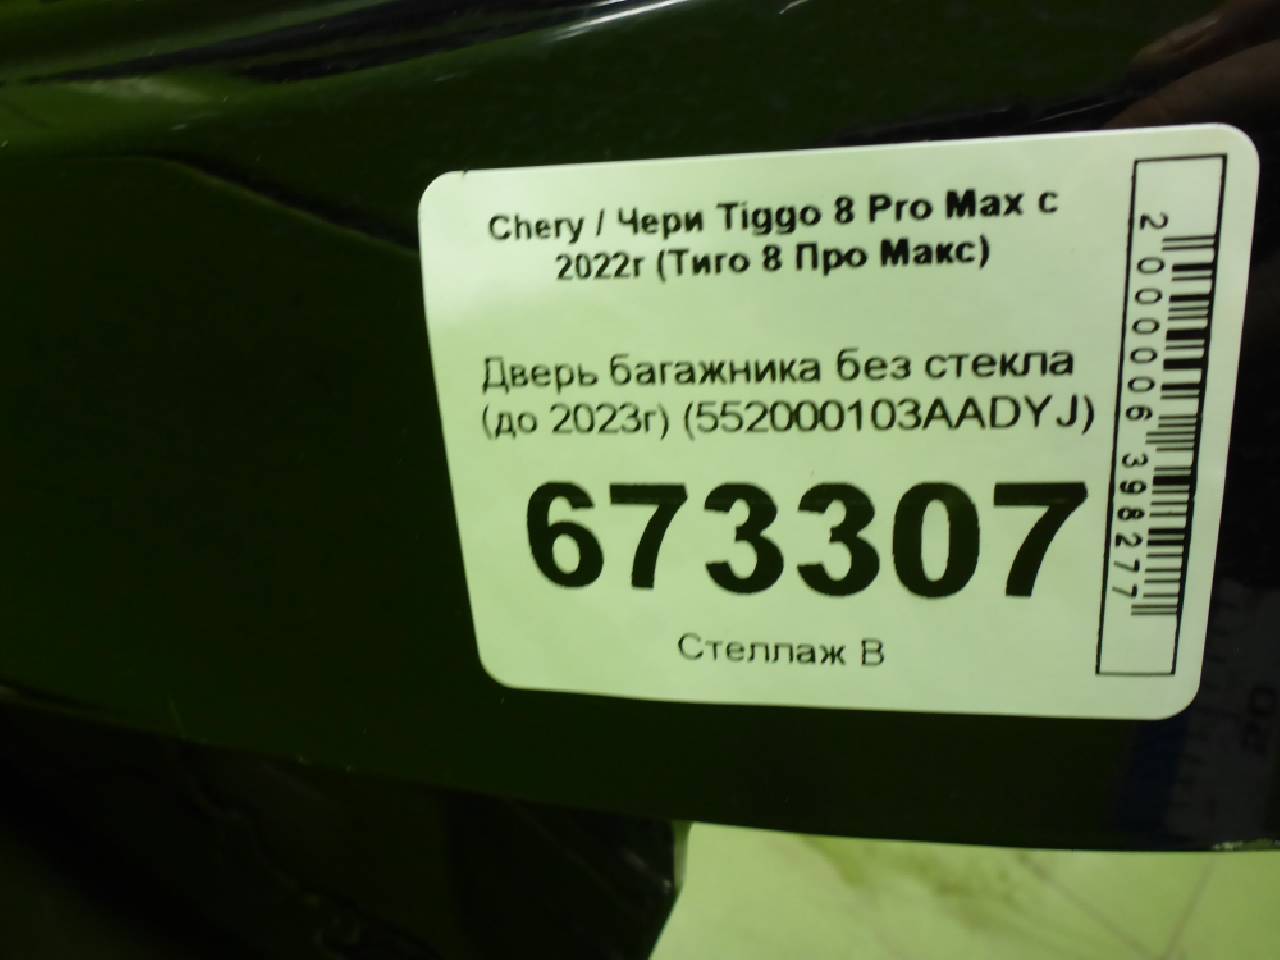 Chery / Чери Tiggo 8 Pro Max с
2022г (Тиго 8 Про Макс)
Дверь багажника без стекла
(до 2023г) (552000103AADYJ)
673307
Стеллаж В
2000006398277